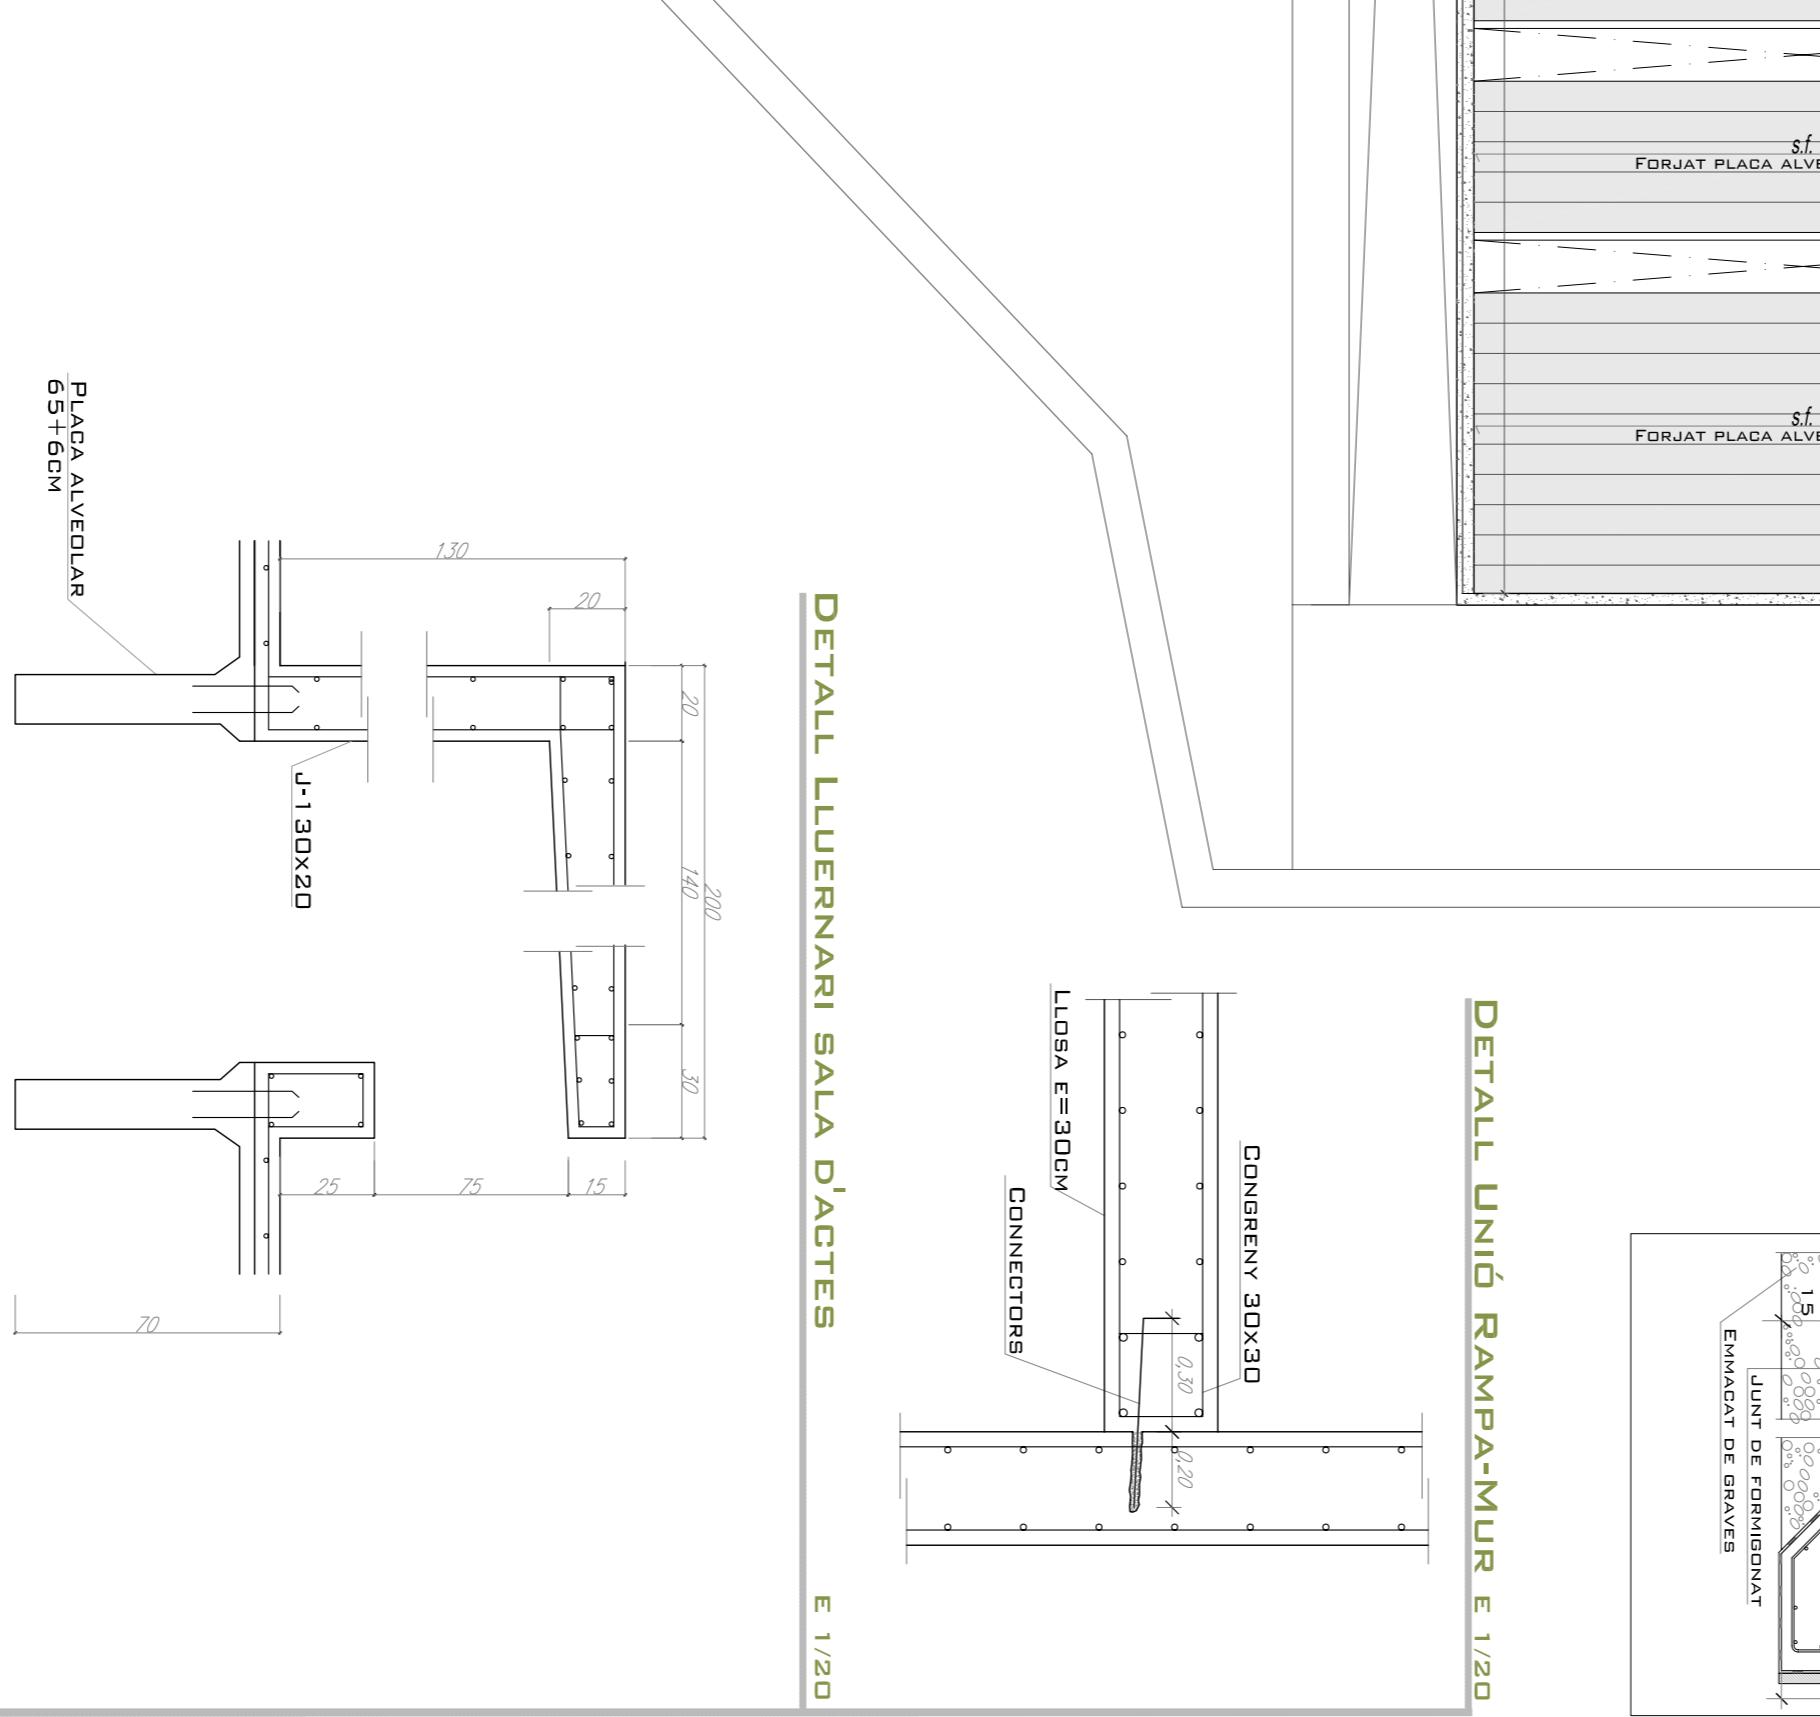 s.f.
FORJAT PLACA ALVE
s.f.
FORJAT PLACA ALVE
DETALL LLUERNARI SALA D'ACTES E 1/20
PLACA ALVEOLAR
65+6CM
J-130X20
130
20
20
140
200
30
25
75
15
70
DETALL UNIÓ RAMPA-MUR E 1/20
LLOSA E=30CM
CONGRENY 30X30
CONNECTORS
0,30
0,20
15
EMMACAT DE GRAVES
JUNT DE FORMIGONAT